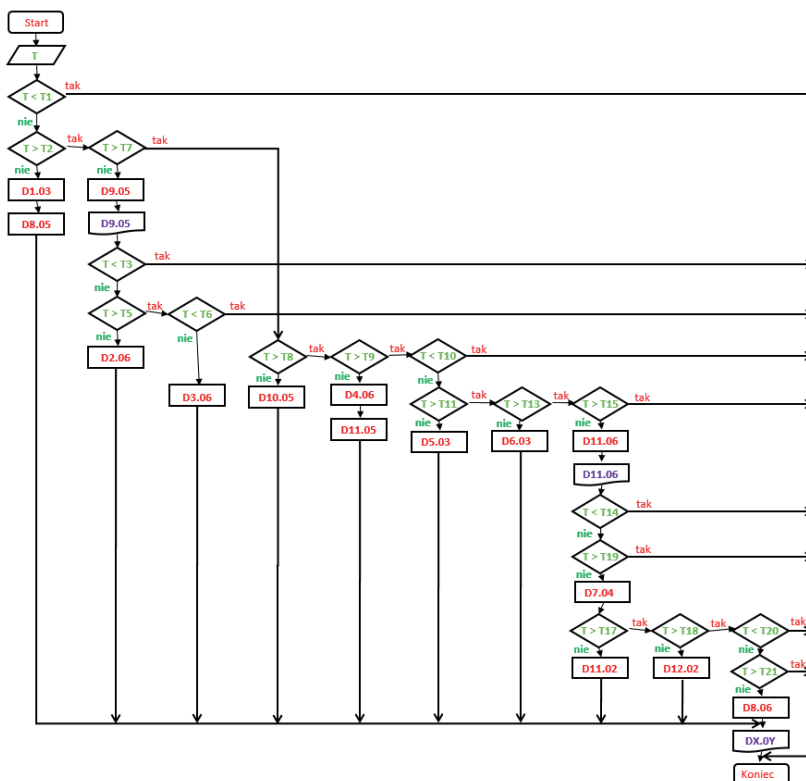 Start
T
T < T1
tak
nie
T > T2
tak
T > T7
tak
nie
nie
D1.03
D9.05
D8.05
D9.05
T < T3
tak
nie
T > T5
tak
T < T6
tak
nie
nie
D2.06
D3.06
T > T8
tak
T > T9
tak
T < T10
tak
nie
nie
nie
D10.05
D4.06
T > T11
tak
T > T13
tak
T > T15
tak
D11.05
nie
nie
nie
D5.03
D6.03
D11.06
D11.06
T < T14
tak
nie
T > T19
tak
nie
D7.04
T > T17
tak
T > T18
tak
T < T20
tak
nie
nie
nie
D11.02
D12.02
T > T21
tak
nie
D8.06
DX.0Y
Koniec